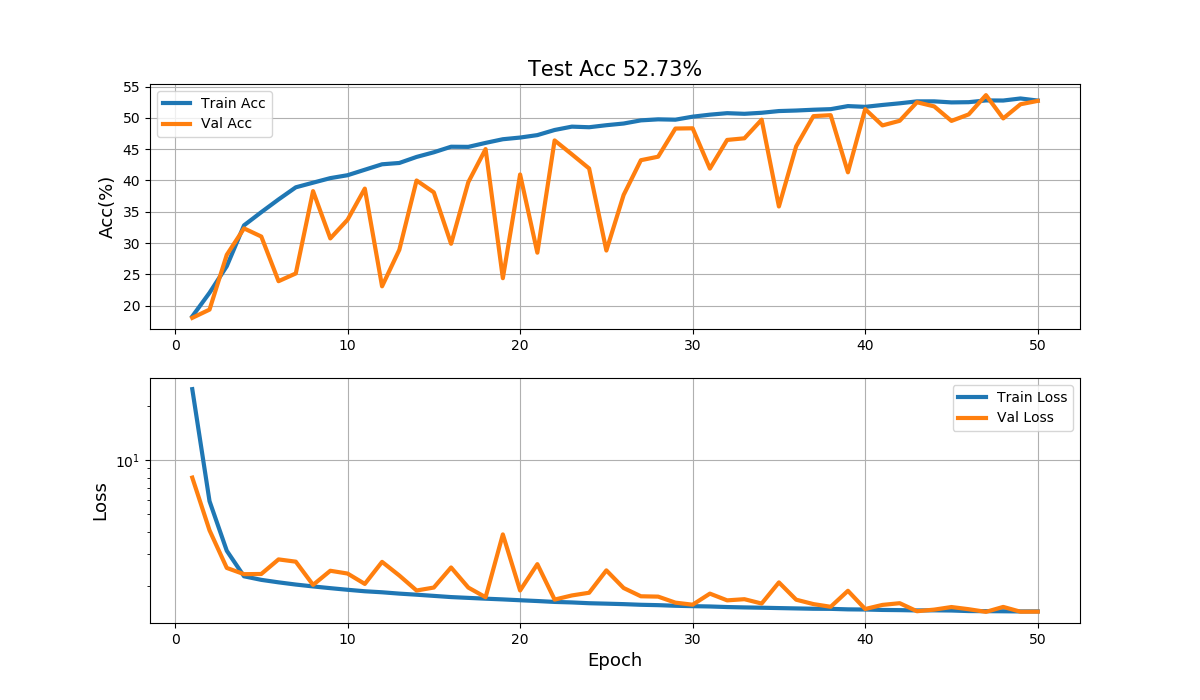 Test Acc 52.73%
Train Acc
Val Acc
Acc(%)
55
50
45
40
35
30
25
20
0 10 20 30 40 50
Train Loss
Val Loss
Loss
10¹
0 10 20 30 40 50
Epoch